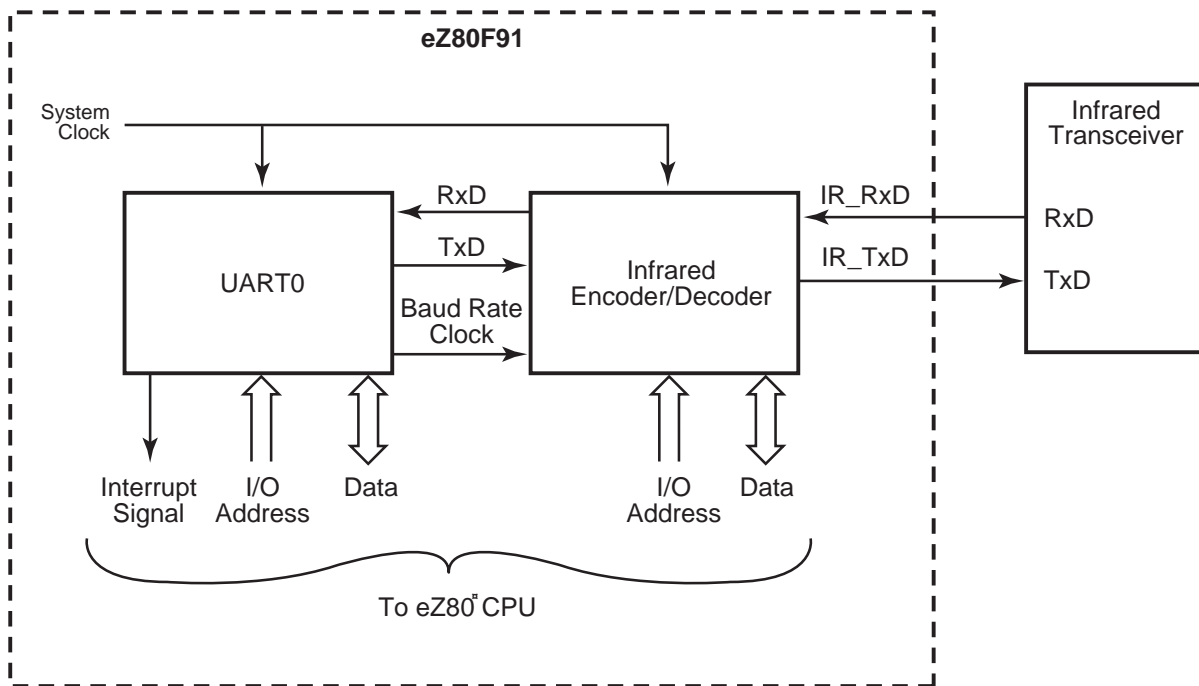 eZ80F91
System
Clock
Infrared
Transceiver
RxD
IR_RxD
RxD
TxD
IR_TxD
TxD
UART0
Infrared
Encoder/Decoder
Baud Rate
Clock
Interrupt
Signal
I/O
Address
Data
I/O
Address
Data
To eZ80¤ CPU